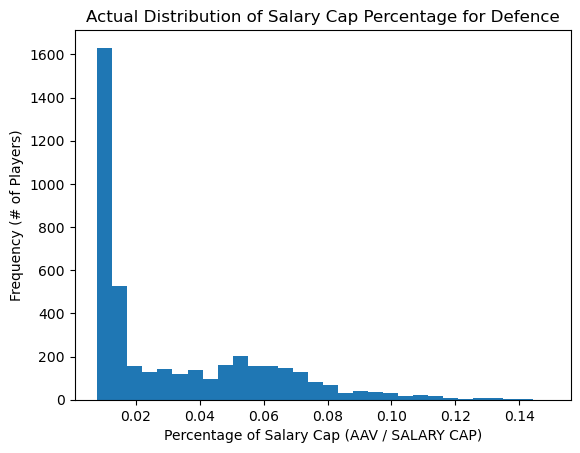 Actual Distribution of Salary Cap Percentage for Defence
Frequency (# of Players)
1600
1400
1200
1000
800
600
400
200
0
0.02 0.04 0.06 0.08 0.10 0.12 0.14
Percentage of Salary Cap (AAV / SALARY CAP)